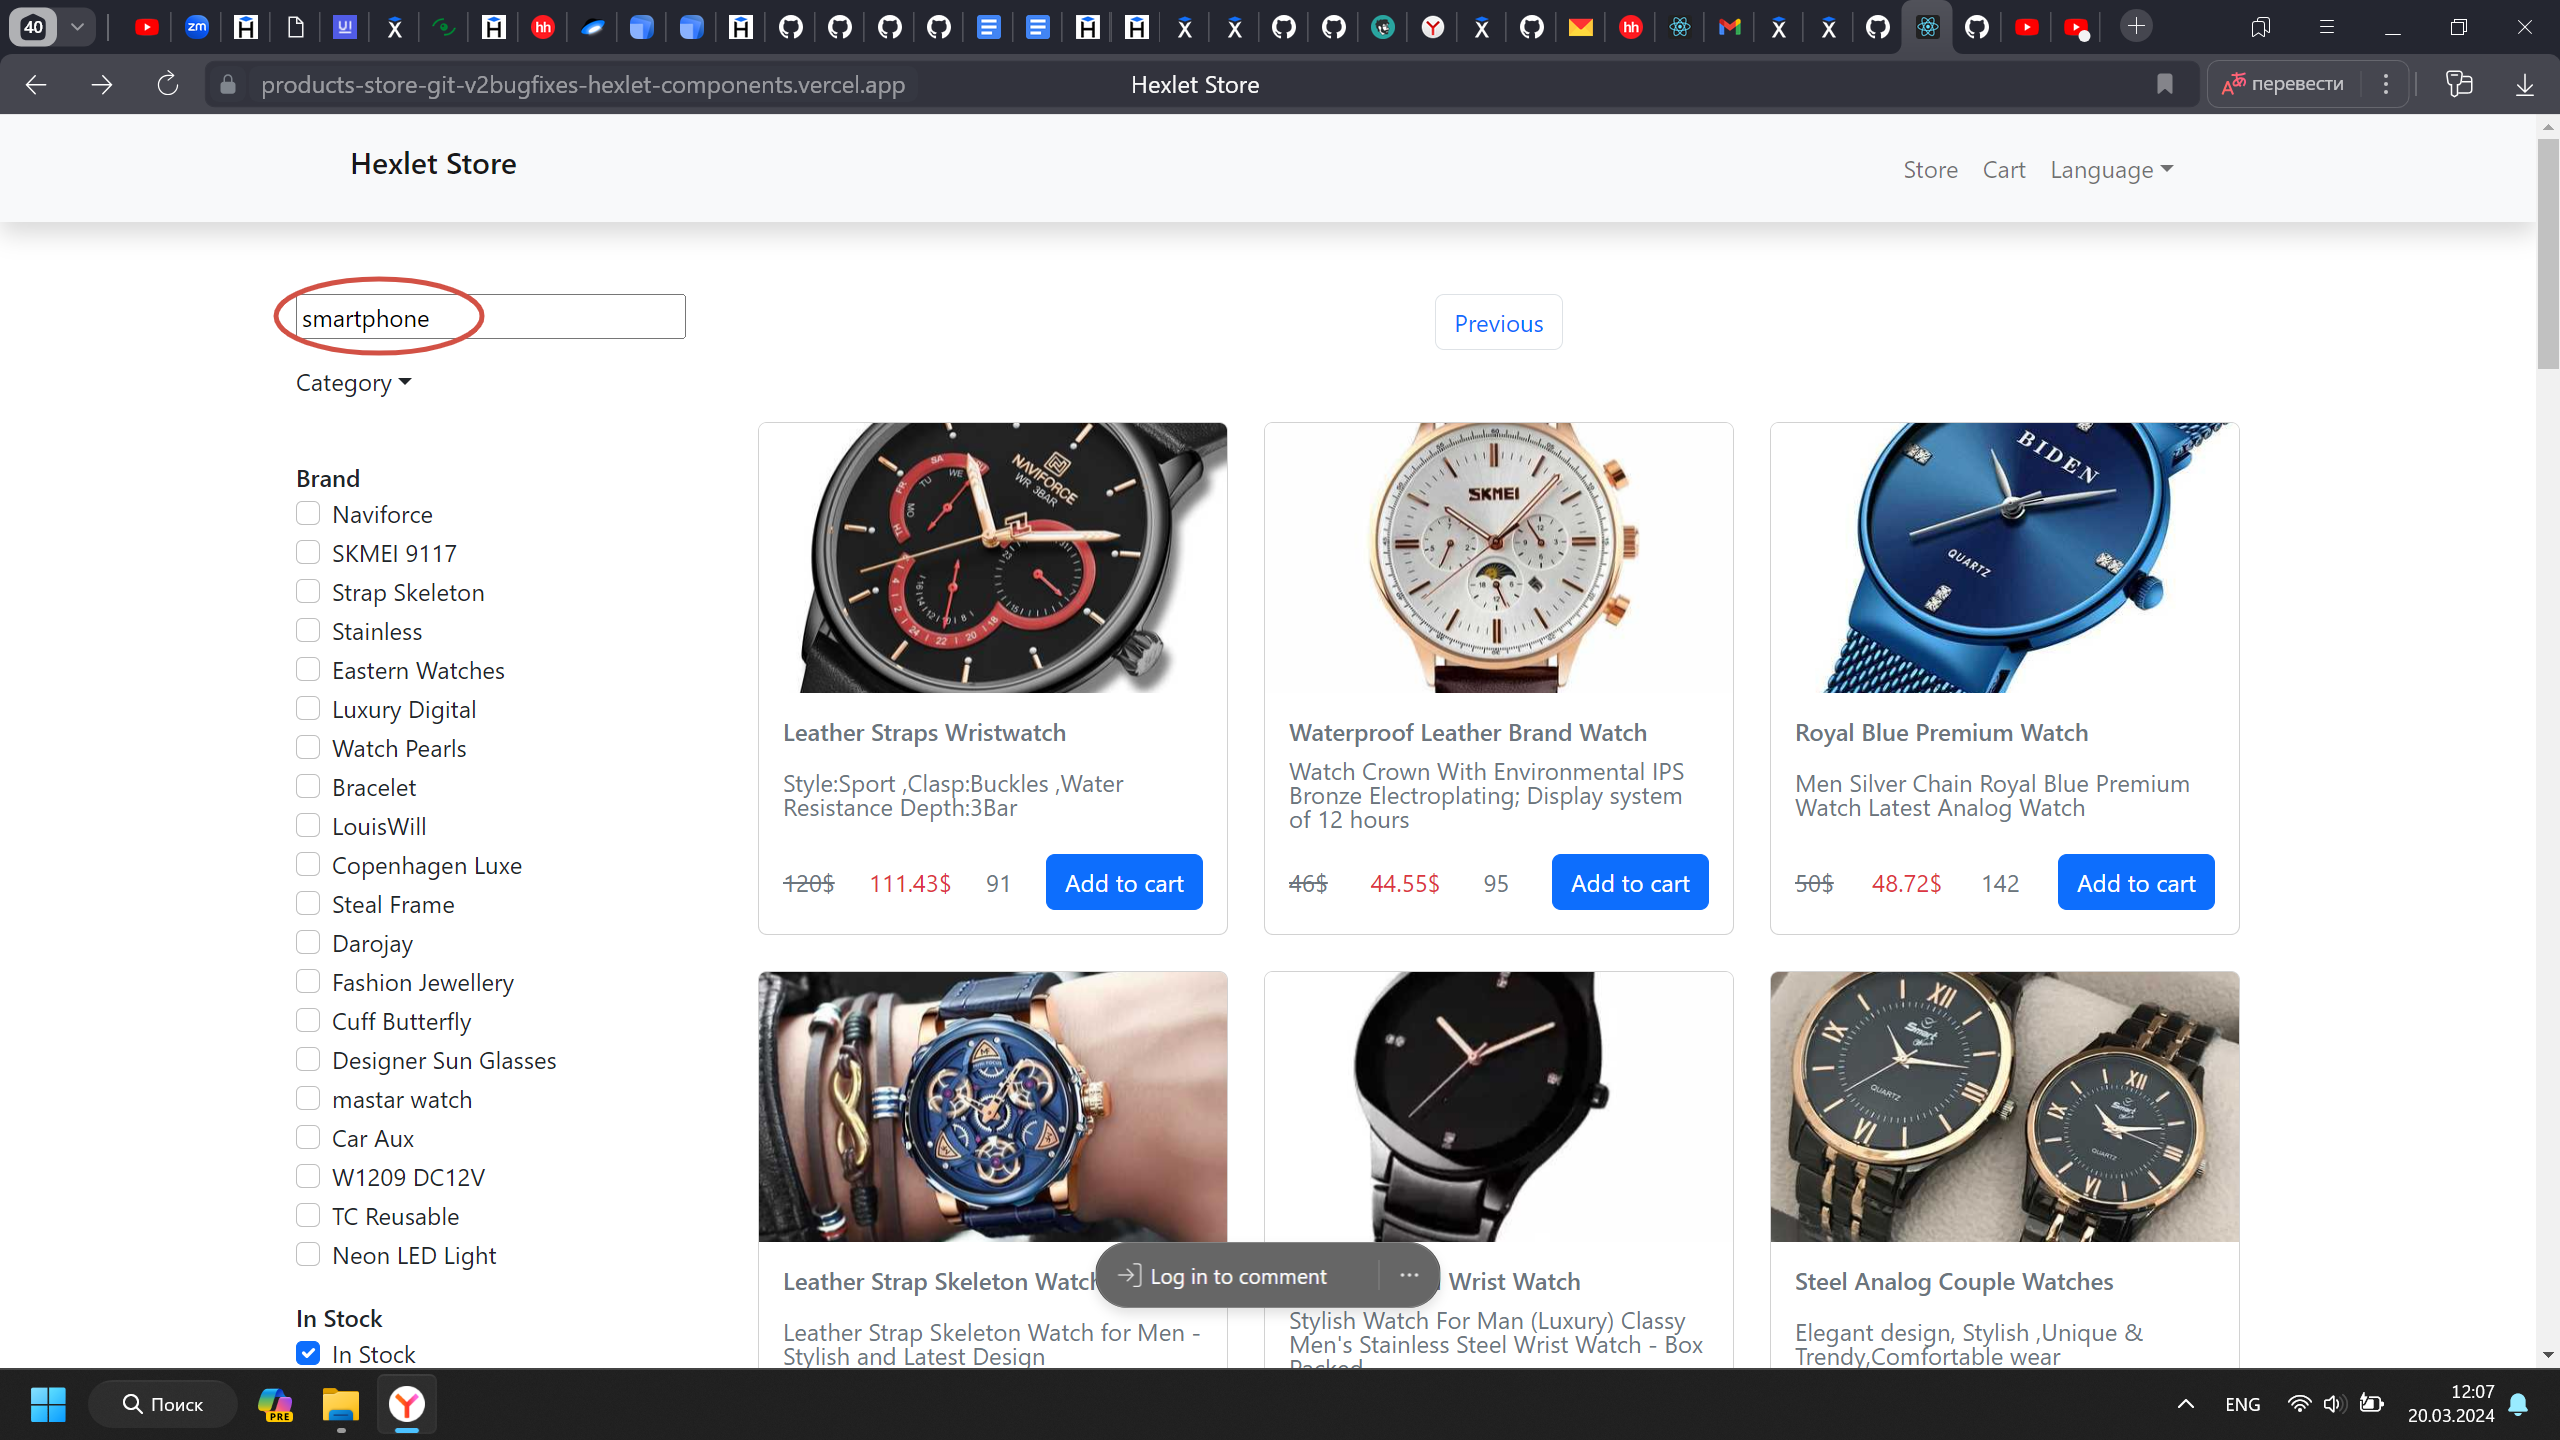 40
products-store-git-v2bugfixes-hexlet-components.vercel.app
Hexlet Store
перевести
Hexlet Store
Store
Cart
Language
smartphone
Previous
Category
Brand
Naviforce
SKMEI 9117
Strap Skeleton
Stainless
Eastern Watches
Luxury Digital
Watch Pearls
Bracelet
LouisWill
Copenhagen Luxe
Steal Frame
Darojay
Fashion Jewellery
Cuff Butterfly
Designer Sun Glasses
mastar watch
Car Aux
W1209 DC12V
TC Reusable
Neon LED Light
In Stock
In Stock
NAVIFORCE
WR 3BAR
Leather Straps Wristwatch
Style:Sport ,Clasp:Buckles ,Water
Resistance Depth:3Bar
120$ 111.43$ 91 Add to cart
SKMEI
Waterproof Leather Brand Watch
Watch Crown With Environmental IPS
Bronze Electroplating; Display system
of 12 hours
46$ 44.55$ 95 Add to cart
BIDEN
QUARTZ
Royal Blue Premium Watch
Men Silver Chain Royal Blue Premium
Watch Latest Analog Watch
50$ 48.72$ 142 Add to cart
Leather Strap Skeleton Watch
Leather Strap Skeleton Watch for Men -
Stylish and Latest Design
Wrist Watch
Stylish Watch For Man (Luxury) Classy
Men's Stainless Steel Wrist Watch - Box
Packed
QUARTZ
QUARTZ
Steel Analog Couple Watches
Elegant design, Stylish ,Unique &
Trendy,Comfortable wear
Log in to comment
Поиск
PRE
ENG
12:07
20.03.2024